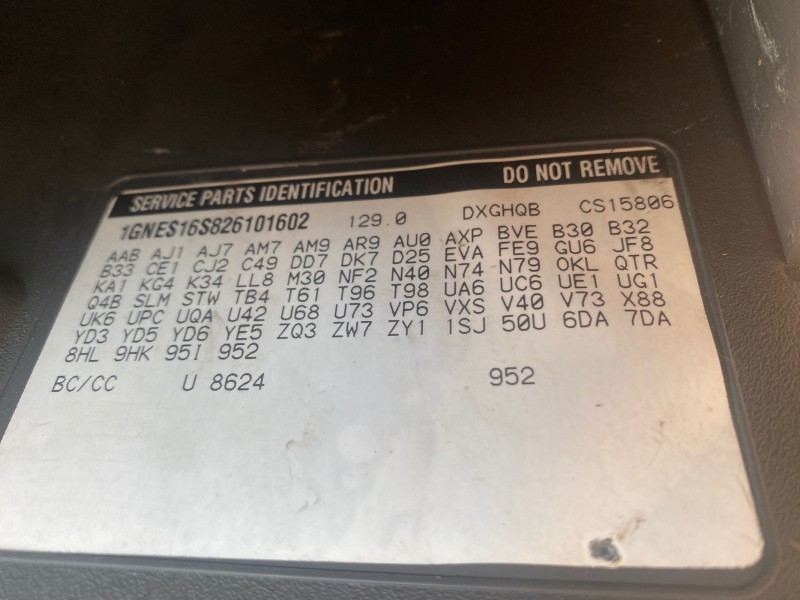 SERVICE PARTS IDENTIFICATION DO NOT REMOVE
1GNES16S826101602 129.0 DXGHQB CS15806
AAB AJ1 AJ7 AM7 AM9 AR9 AU0 AXP BVE B30 B32
B33 CE1 CJ2 C49 DD7 DK7 D25 EVA FE9 GU6 JF8
KA1 KG4 K34 LL8 M30 NF2 N40 N74 N79 OKL QTR
Q4B SLM STW TB4 T61 T96 T98 UA6 UC6 UE1 UG1
UK6 UPC UQA U42 U68 U73 VP6 VXS V40 V73 X88
YD3 YD5 YD6 YE5 ZQ3 ZW7 ZY1 1SJ 50U 6DA 7DA
8HL 9HK 95I 952
BC/CC U 8624 952